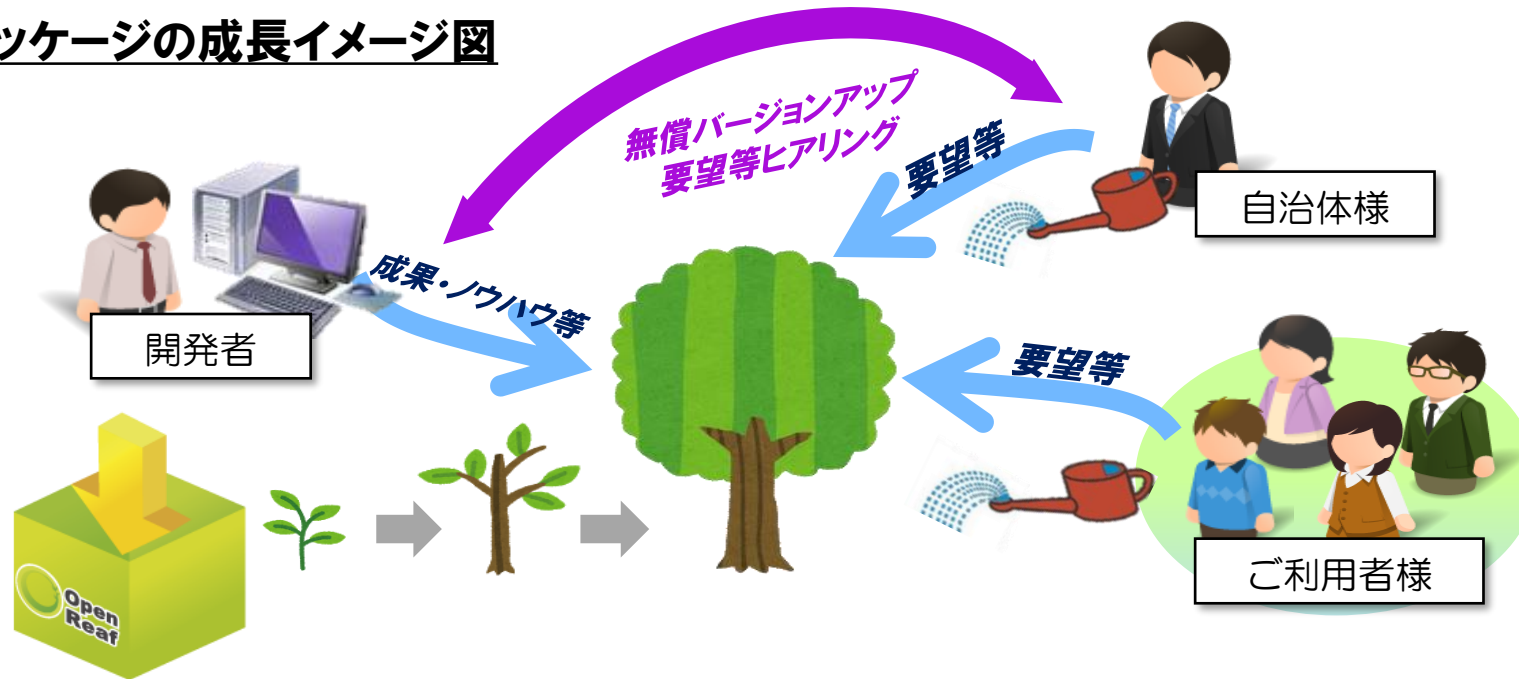 ッケージの成長イメージ図
無償バージョンアップ
要望等ヒアリング
要望等
自治体様
成果・ノウハウ等
開発者
要望等
ご利用者様
Open
Reaf